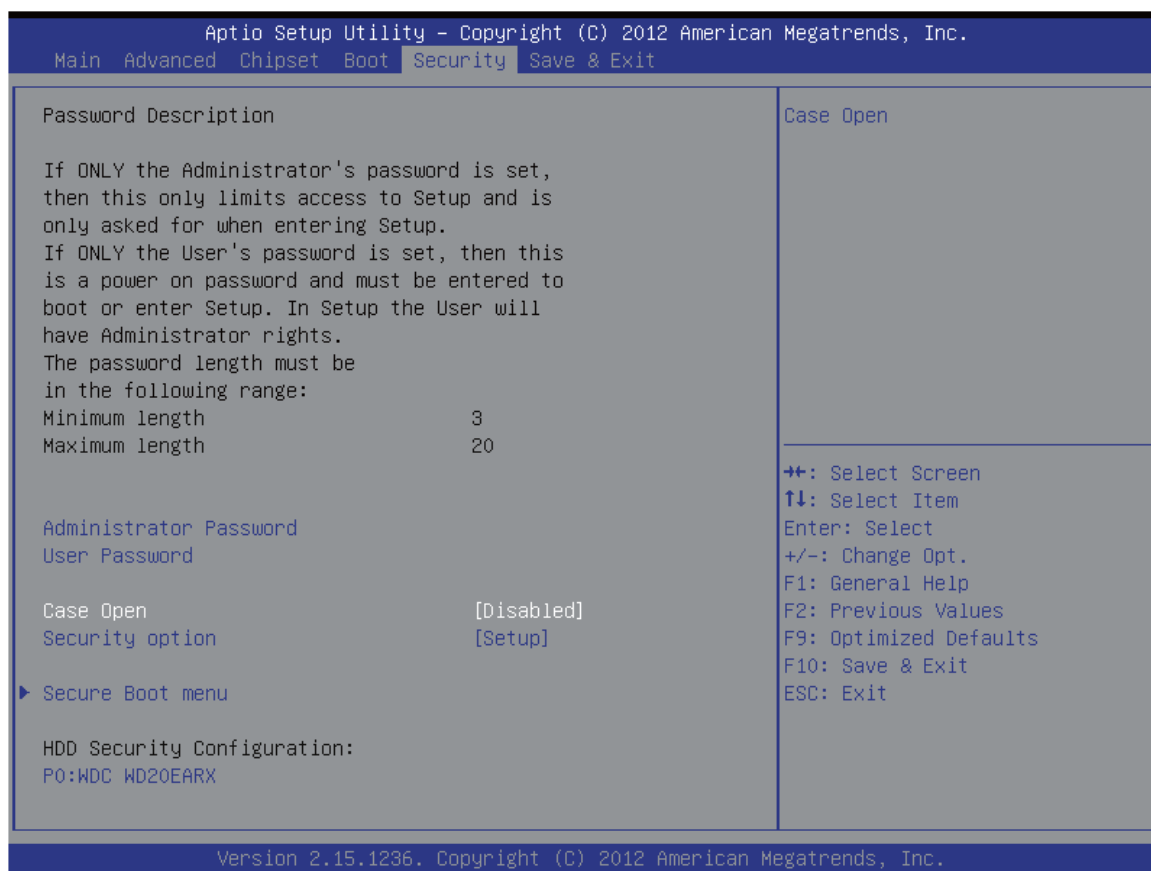 Aptio Setup Utility – Copyright (C) 2012 American Megatrends, Inc.
Main Advanced Chipset Boot Security Save & Exit
Password Description
If ONLY the Administrator's password is set,
then this only limits access to Setup and is
only asked for when entering Setup.
If ONLY the User's password is set, then this
is a power on password and must be entered to
boot or enter Setup. In Setup the User will
have Administrator rights.
The password length must be
in the following range:
Minimum length 3
Maximum length 20
Administrator Password
User Password
Case Open [Disabled]
Security option [Setup]
Secure Boot menu
HDD Security Configuration:
P0:WDC WD20EARX
Case Open
→←: Select Screen
↑↓: Select Item
Enter: Select
+/-: Change Opt.
F1: General Help
F2: Previous Values
F9: Optimized Defaults
F10: Save & Exit
ESC: Exit
Version 2.15.1236. Copyright (C) 2012 American Megatrends, Inc.